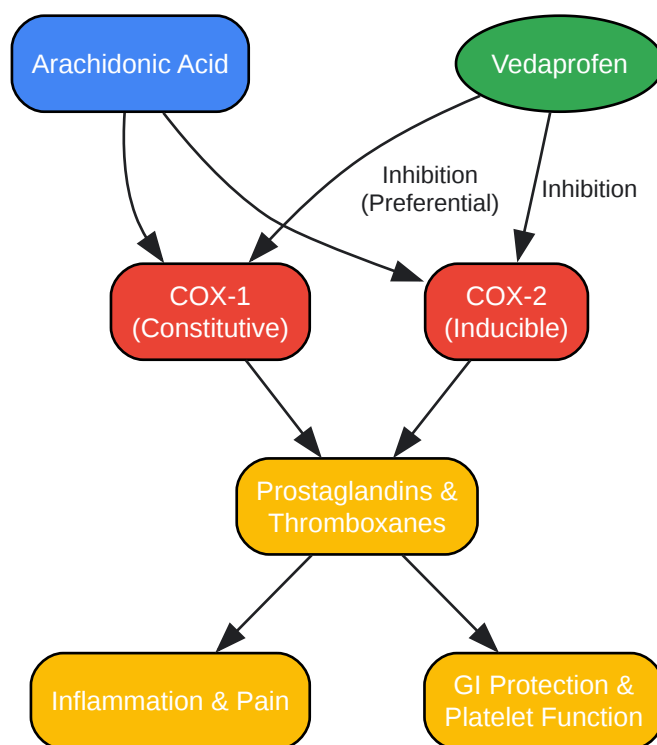 Arachidonic Acid
Vedaprofen
Inhibition
(Preferential)
Inhibition
COX-1
(Constitutive)
COX-2
(Inducible)
Prostaglandins &
Thromboxanes
Inflammation & Pain
GI Protection &
Platelet Function